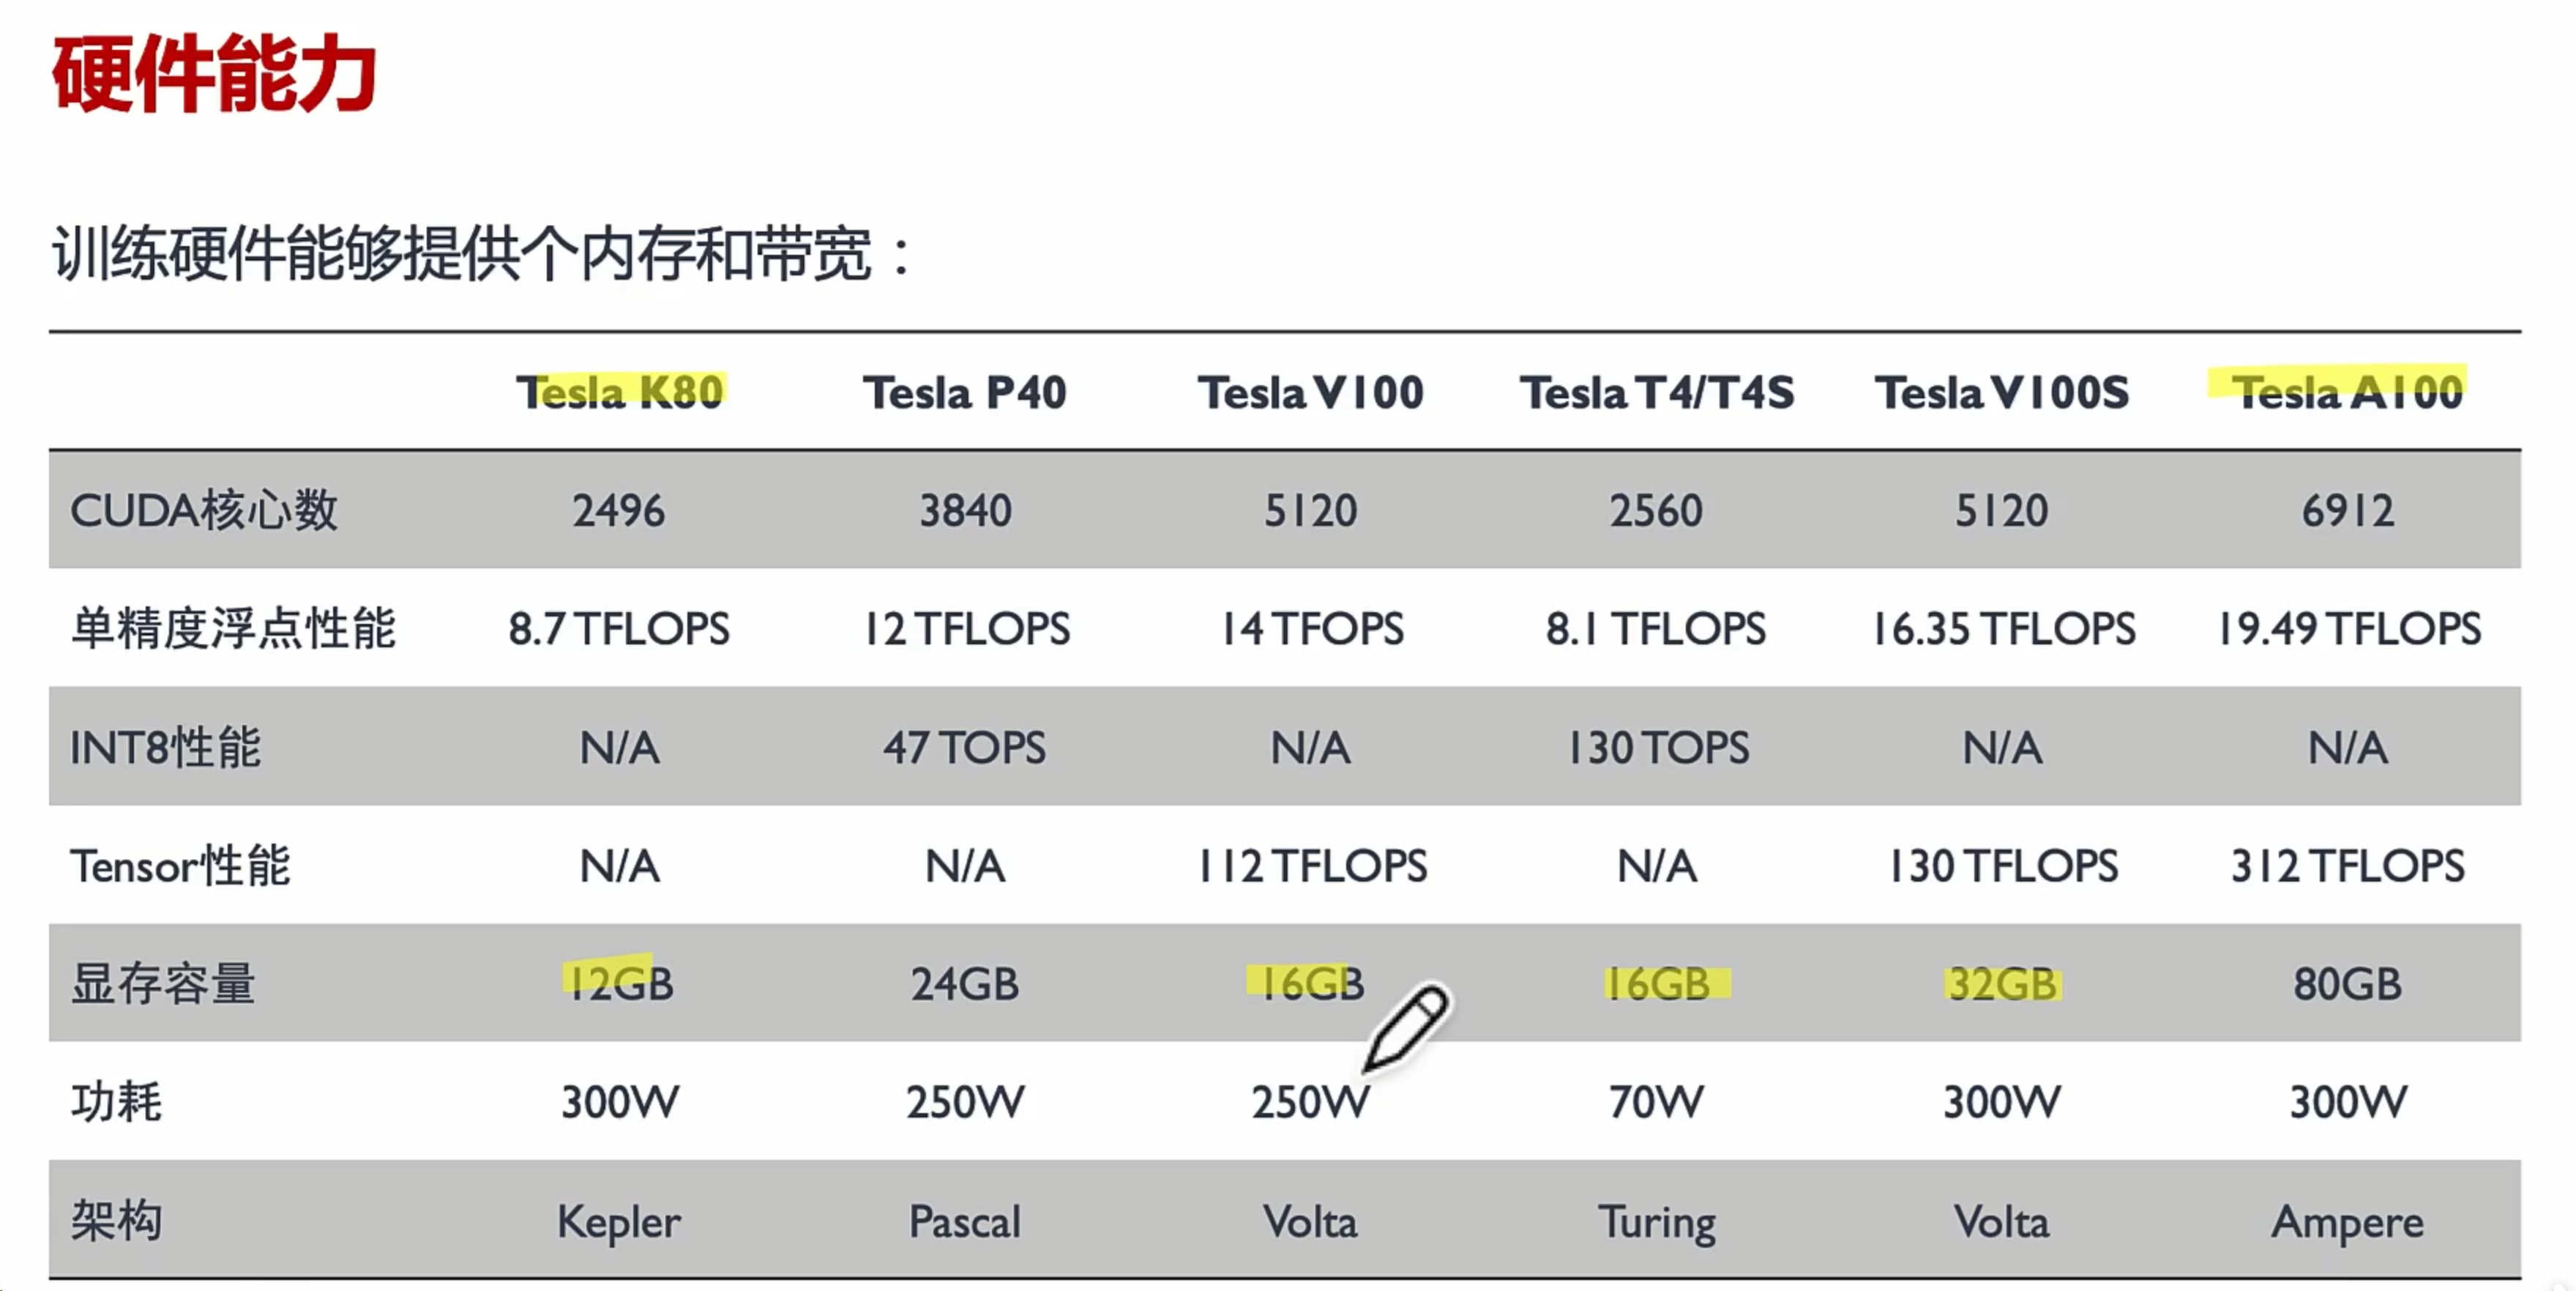 硬件能力
训练硬件能够提供个内存和带宽：
Tesla K80 Tesla P40 Tesla V100 Tesla T4/T4S Tesla V100S Tesla A100
CUDA核心数 2496 3840 5120 2560 5120 6912
单精度浮点性能 8.7 TFLOPS 12 TFLOPS 14 TFOPS 8.1 TFLOPS 16.35 TFLOPS 19.49 TFLOPS
INT8性能 N/A 47 TOPS N/A 130 TOPS N/A N/A
Tensor性能 N/A N/A 112 TFLOPS N/A 130 TFLOPS 312 TFLOPS
显存容量 12GB 24GB 16GB 16GB 32GB 80GB
功耗 300W 250W 250W 70W 300W 300W
架构 Kepler Pascal Volta Turing Volta Ampere